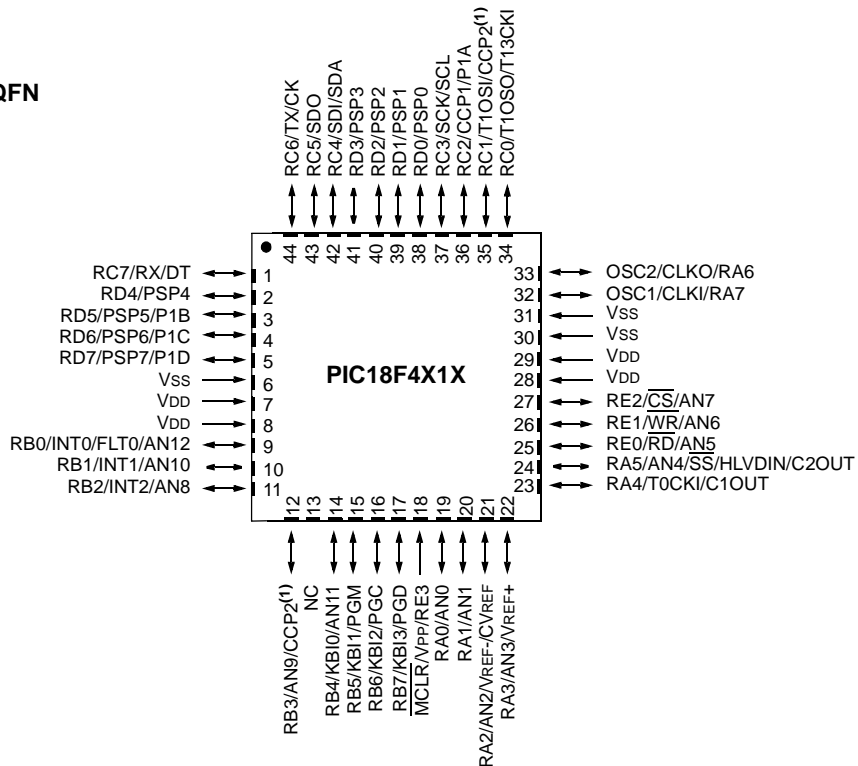 QFN
RC6/TX/CK
RC5/SDO
RC4/SDI/SDA
RD3/PSP3
RD2/PSP2
RD1/PSP1
RD0/PSP0
RC3/SCK/SCL
RC2/CCP1/P1A
RC1/T1OSI/CCP2(1)
RC0/T1OSO/T13CKI
44
43
42
41
40
39
38
37
36
35
34
RC7/RX/DT 1
RD4/PSP4 2
RD5/PSP5/P1B 3
RD6/PSP6/P1C 4
RD7/PSP7/P1D 5
VSS 6
VDD 7
VDD 8
RB0/INT0/FLT0/AN12 9
RB1/INT1/AN10 10
RB2/INT2/AN8 11
PIC18F4X1X
33 OSC2/CLKO/RA6
32 OSC1/CLKI/RA7
31 VSS
30 VSS
29 VDD
28 VDD
27 RE2/CS/AN7
26 RE1/WR/AN6
25 RE0/RD/AN5
24 RA5/AN4/SS/HLVDIN/C2OUT
23 RA4/T0CKI/C1OUT
12
13
14
15
16
17
18
19
20
21
22
RB3/AN9/CCP2(1)
NC
RB4/KBI0/AN11
RB5/KBI1/PGM
RB6/KBI2/PGC
RB7/KBI3/PGD
MCLR/VPP/RE3
RA0/AN0
RA1/AN1
RA2/AN2/VREF-/CVREF
RA3/AN3/VREF+